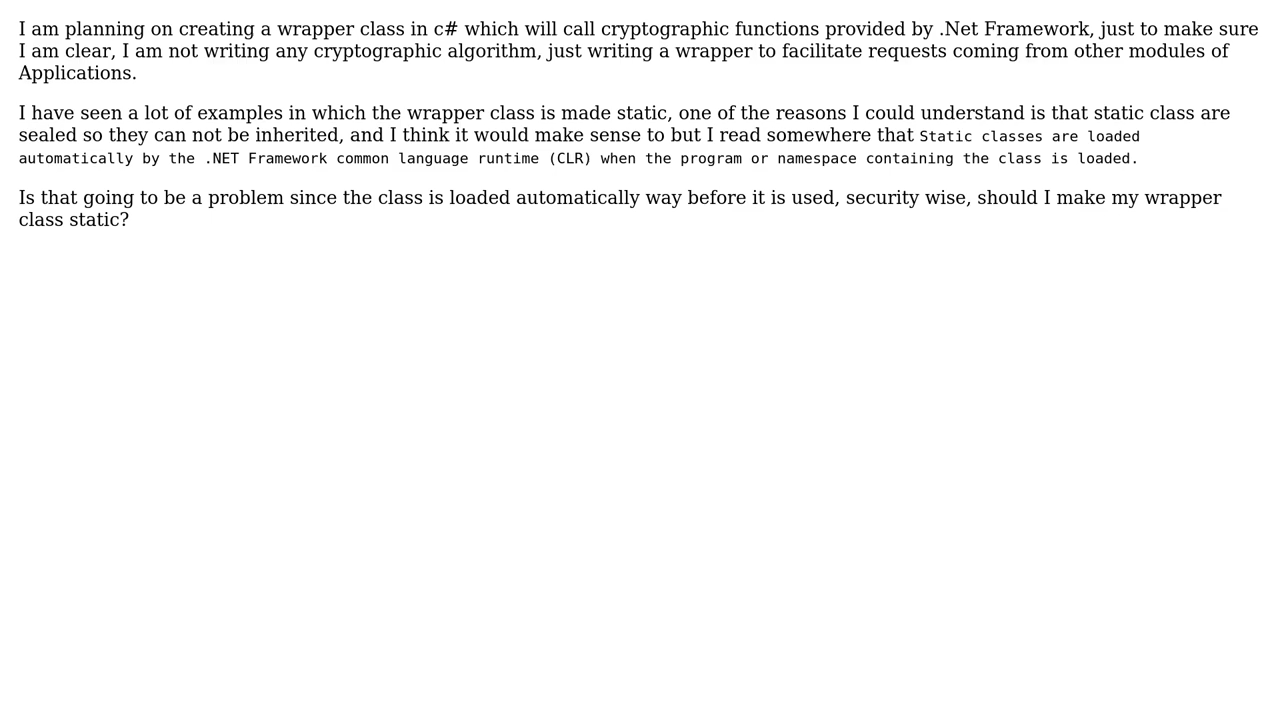 I am planning on creating a wrapper class in c# which will call cryptographic functions provided by .Net Framework, just to make sure
I am clear, I am not writing any cryptographic algorithm, just writing a wrapper to facilitate requests coming from other modules of
Applications.
I have seen a lot of examples in which the wrapper class is made static, one of the reasons I could understand is that static class are
sealed so they can not be inherited, and I think it would make sense to but I read somewhere that Static classes are loaded
automatically by the .NET Framework common language runtime (CLR) when the program or namespace containing the class is loaded.
Is that going to be a problem since the class is loaded automatically way before it is used, security wise, should I make my wrapper
class static?